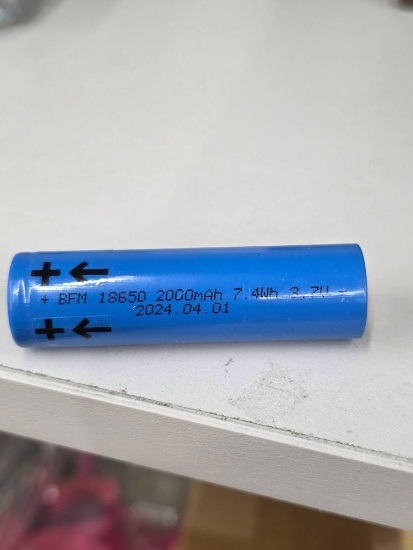 + ←
+ BFM 18650 2000mAh 7.4Wh 3.7V -
2024.04.01
+ ←